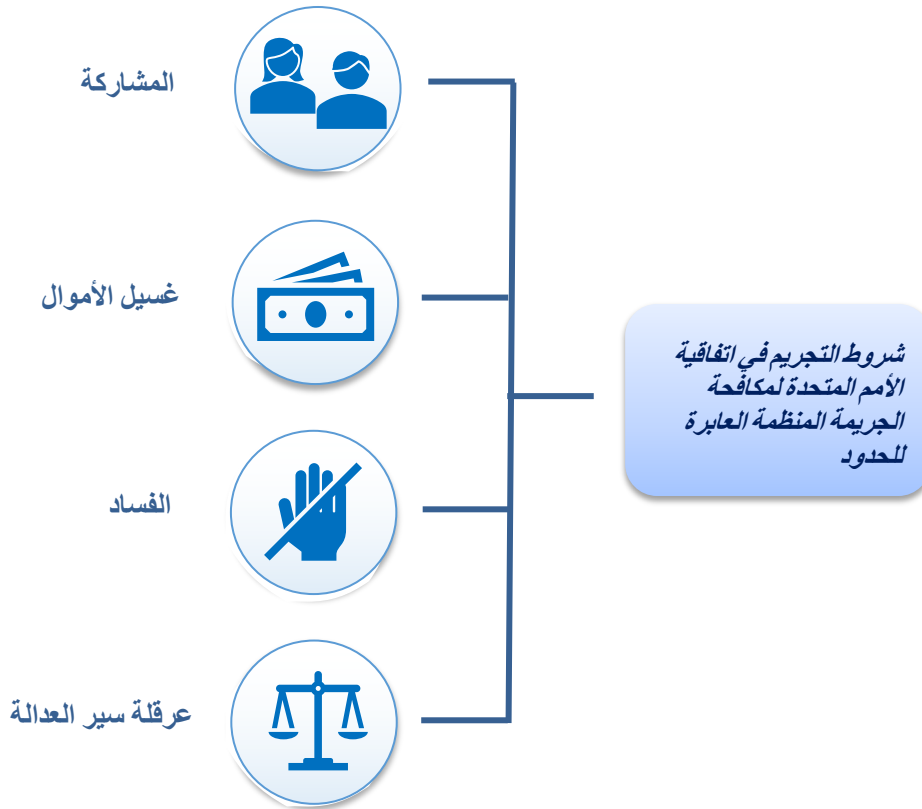 شروط التجريم في اتفاقية
الأمم المتحدة لمكافحة
الجريمة المنظمة العابرة
للحدود
المشاركة
غسيل الأموال
الفساد
عرقلة سير العدالة